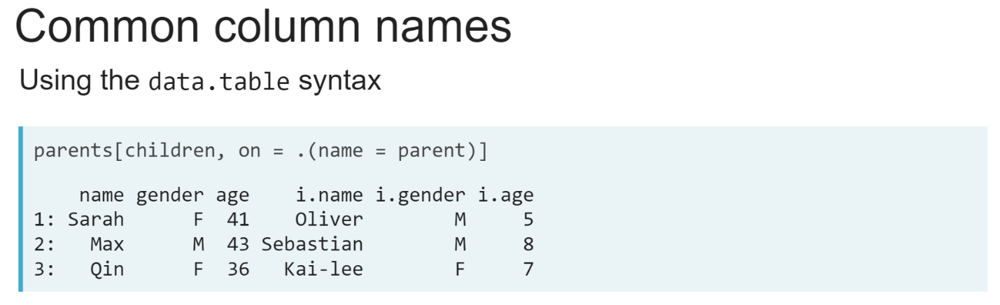 Common column names
Using the data.table syntax
parents[children, on = .(name = parent)]
name gender age i.name i.gender i.age
1: Sarah F 41 Oliver M 5
2: Max M 43 Sebastian M 8
3: Qin F 36 Kai-lee F 7